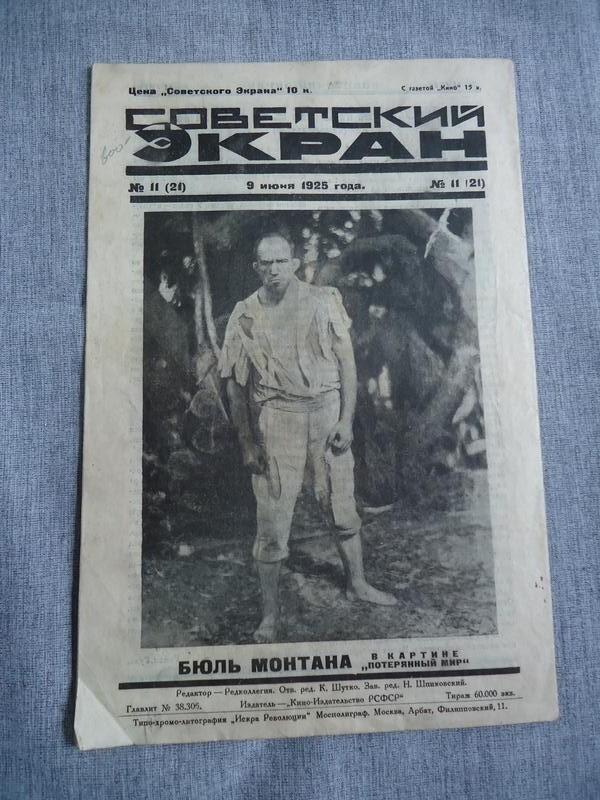 Цена „Советского Экрана“ 10 к. С газетой „Кино“ 15 к.
СОВЕТСКИЙ
ЭКРАН
№ 11 (21) 9 июня 1925 года. № 11 (21)
БЮЛЬ МОНТАНА В КАРТИНЕ
„ПОТЕРЯННЫЙ МИР“
Редактор — Редколлегия. Отв. ред. К. Шутко. Зав. ред. Н. Шпиковский.
Главлит № 38.305. Издатель — „Кино-Издательство РСФСР“ Тираж 60.000 экз.
Типо-хромо-литография "Искра Революции" Мосполиграф. Москва, Арбат, Филипповский, 11.